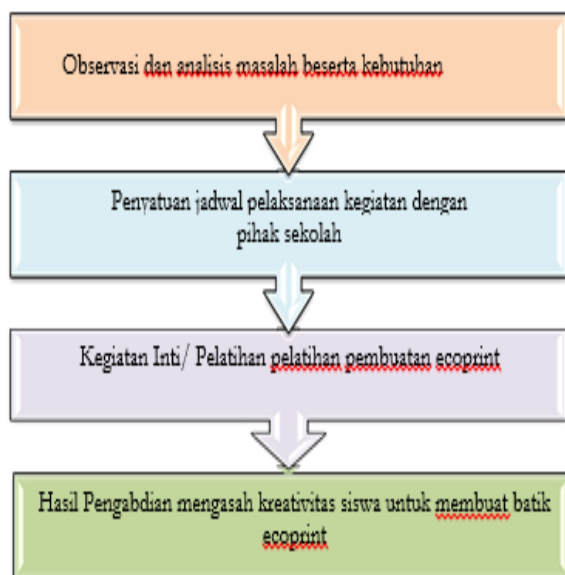 Observasi dan analisis masalah beserta kebutuhan
Penyatuan jadwal pelaksanaan kegiatan dengan
pihak sekolah
Kegiatan Inti/ Pelatihan pelatihan pembuatan ecoprint
Hasil Pengabdian mengasah kreativitas siswa untuk membuat batik
ecoprint